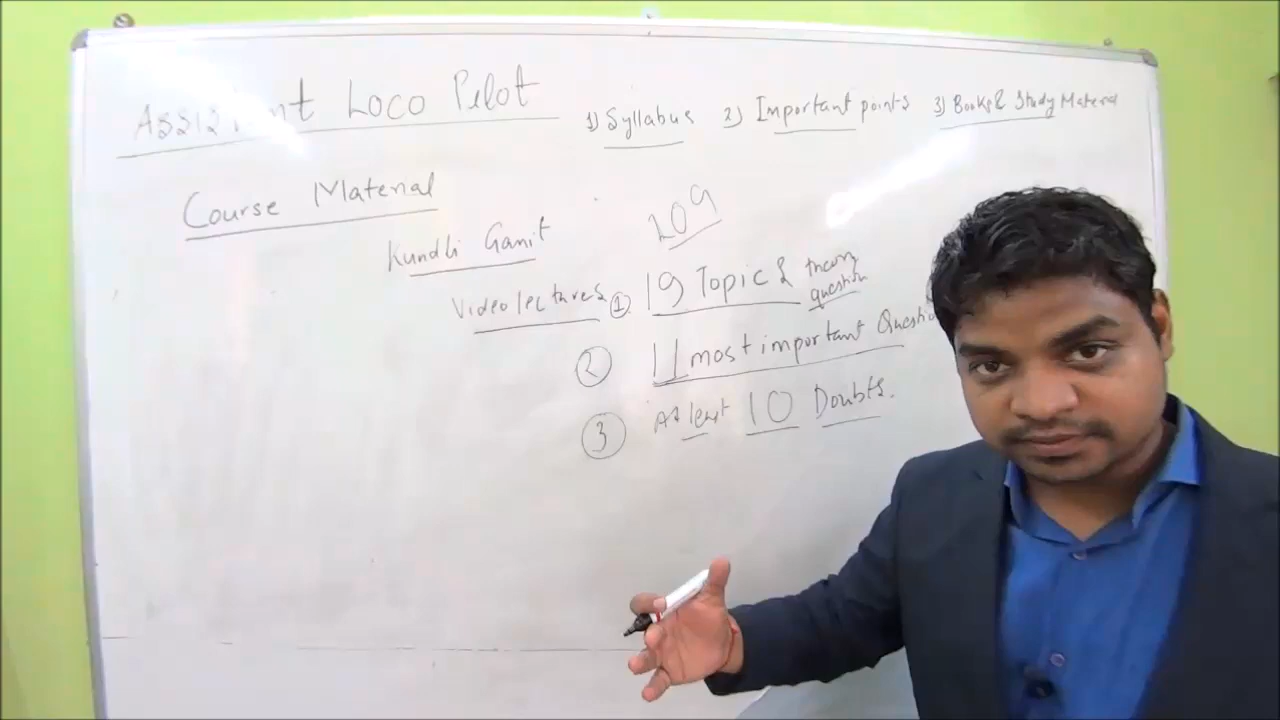 Assistant Loco Pilot 1) Syllabus 2) Important points 3) Books & Study Material
Course Material
Kundli Ganit 209
Video lectures 1. 19 Topic & theory question
2 11 most important Question
3 At least 10 Doubts.